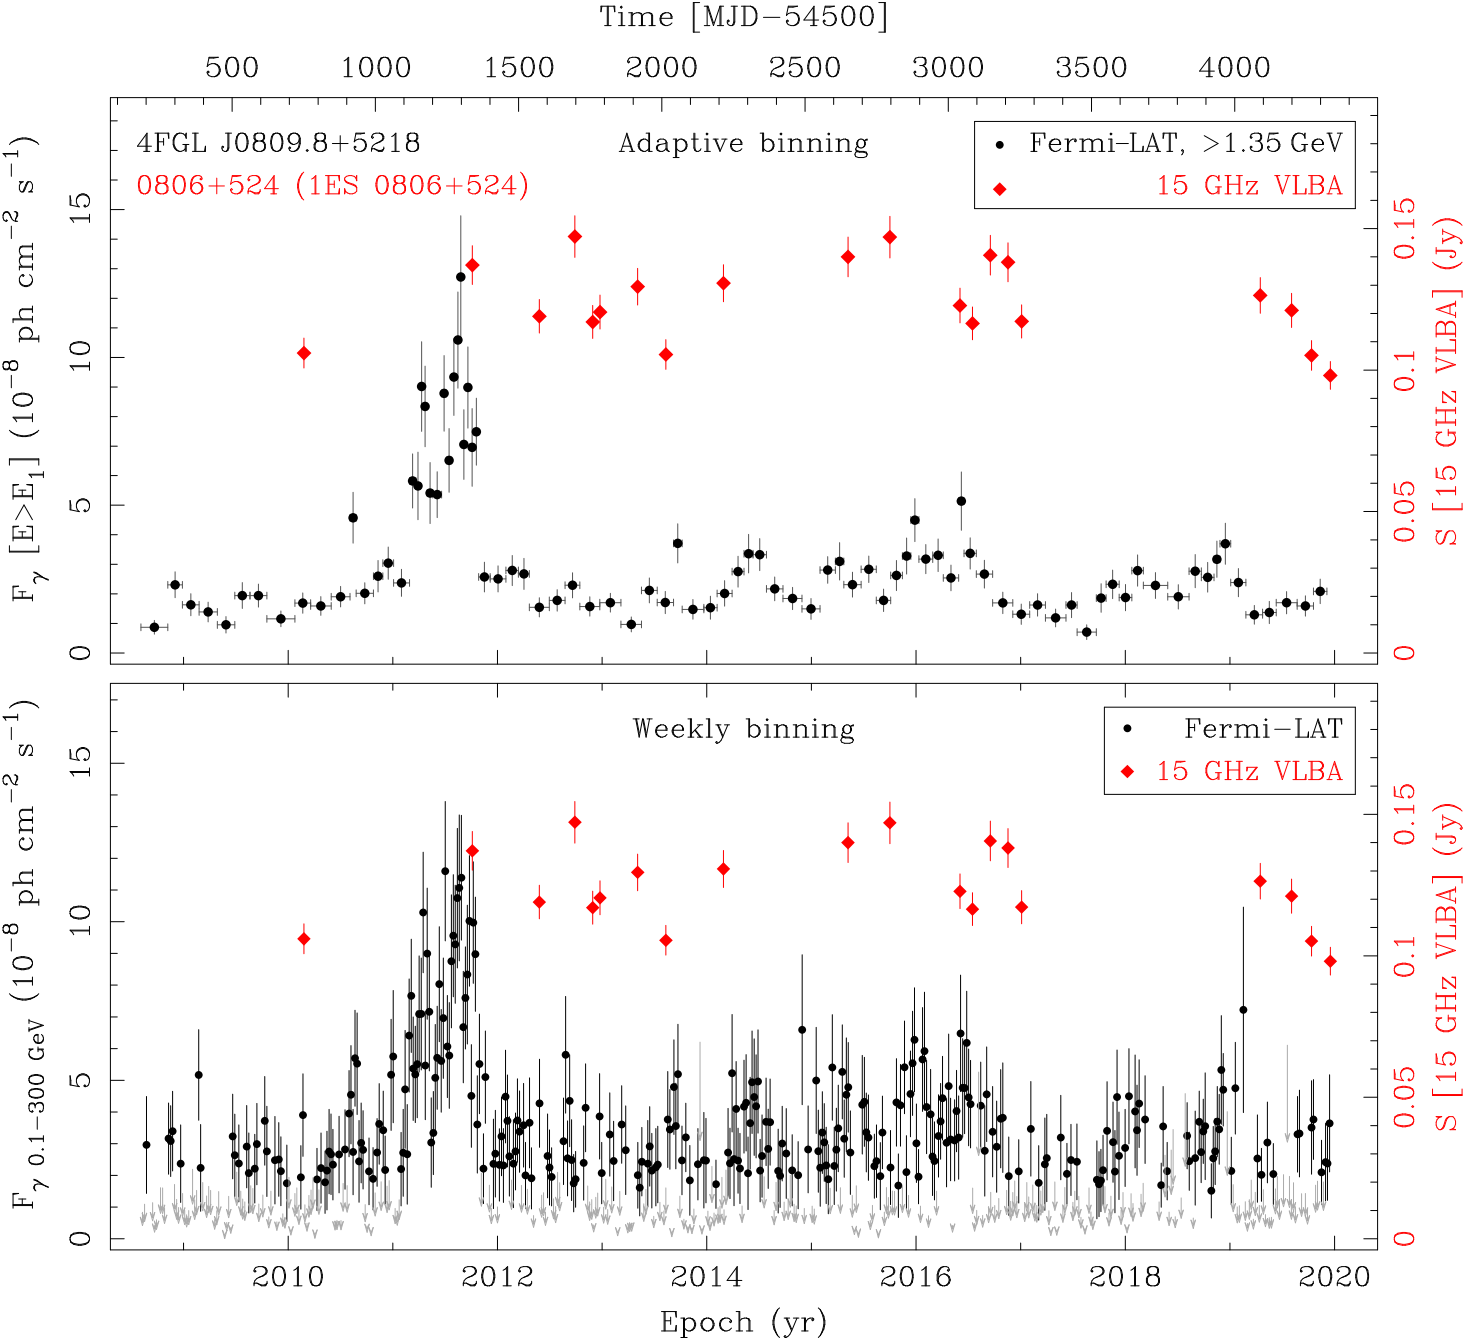 Time [MJD−54500]
500 1000 1500 2000 2500 3000 3500 4000
4FGL J0809.8+5218
0806+524 (1ES 0806+524)
Adaptive binning
Fermi−LAT, >1.35 GeV
15 GHz VLBA
F_γ [E>E_1] (10^−8 ph cm^−2 s^−1)
15
10
5
0
0.15
0.1
0.05
0
S [15 GHz VLBA] (Jy)
Weekly binning
Fermi−LAT
15 GHz VLBA
F_γ 0.1−300 GeV (10^−8 ph cm^−2 s^−1)
15
10
5
0
0.15
0.1
0.05
0
S [15 GHz VLBA] (Jy)
2010 2012 2014 2016 2018 2020
Epoch (yr)